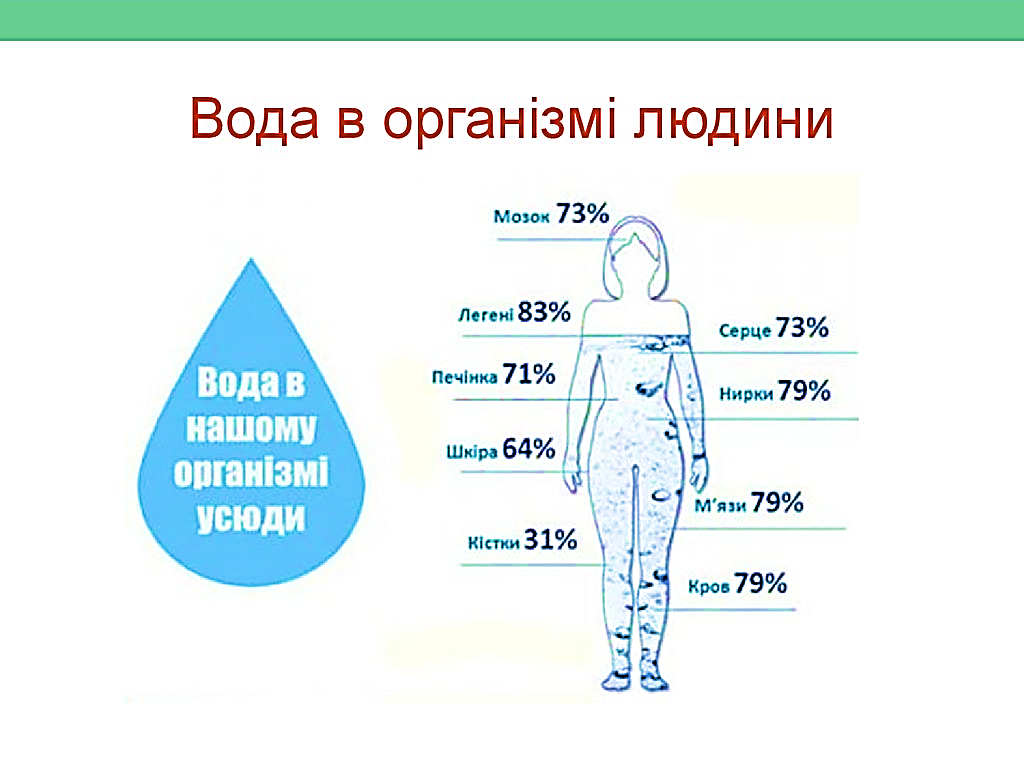 Вода в організмі людини
Вода в
нашому
організмі
усюди
Мозок 73%
Легені 83%
Печінка 71%
Шкіра 64%
Кістки 31%
Серце 73%
Нирки 79%
М'язи 79%
Кров 79%